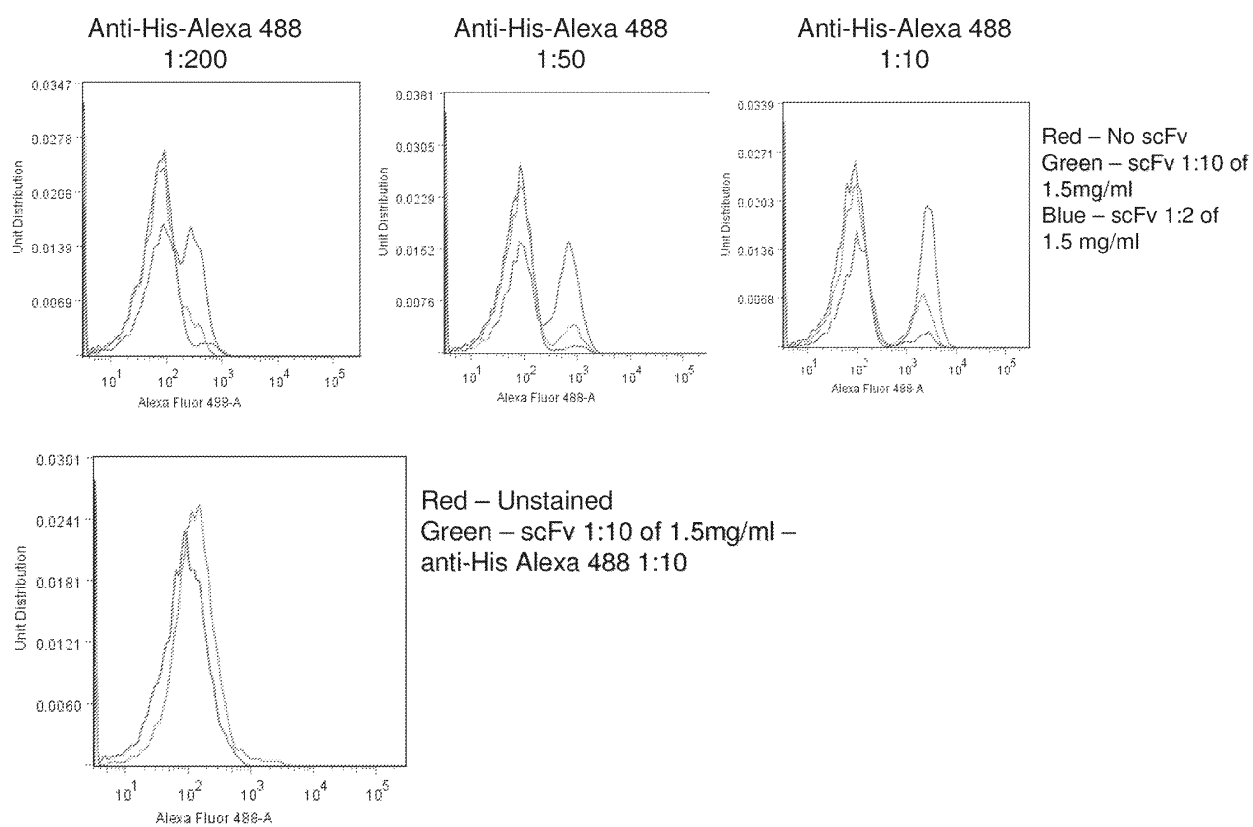 Anti-His-Alexa 488
1:200
Anti-His-Alexa 488
1:50
Anti-His-Alexa 488
1:10
0.0347
0.0278
0.0208
0.0139
0.0069
Unit Distribution
10¹ 10² 10³ 10⁴ 10⁵
Alexa Fluor 488-A
0.0381
0.0305
0.0229
0.0152
0.0076
Unit Distribution
10¹ 10² 10³ 10⁴ 10⁵
Alexa Fluor 488-A
0.0339
0.0271
0.0203
0.0136
0.0068
Unit Distribution
10¹ 10² 10³ 10⁴ 10⁵
Alexa Fluor 488-A
Red – No scFv
Green – scFv 1:10 of
1.5mg/ml
Blue – scFv 1:2 of
1.5 mg/ml
0.0301
0.0241
0.0181
0.0121
0.0060
Unit Distribution
10¹ 10² 10³ 10⁴ 10⁵
Alexa Fluor 488-A
Red – Unstained
Green – scFv 1:10 of 1.5mg/ml –
anti-His Alexa 488 1:10